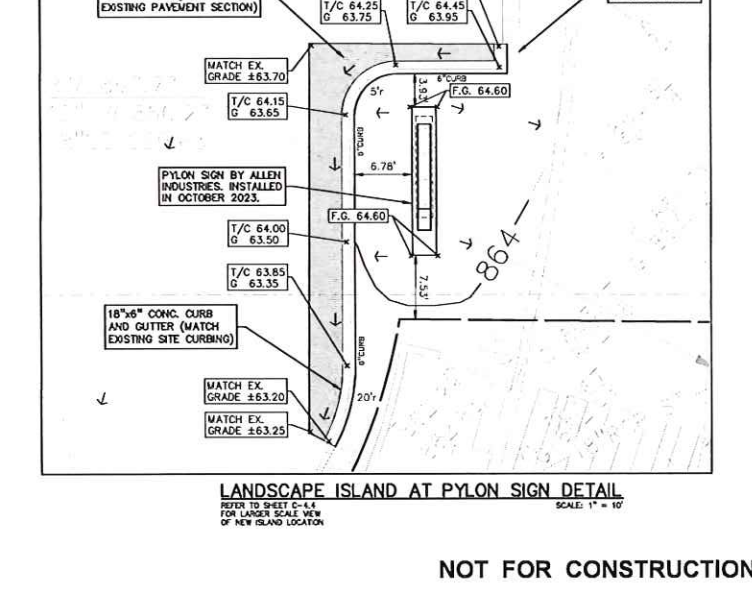 EXISTING PAVEMENT SECTION)
T/C 64.25
G 63.75
T/C 64.45
G 63.95
MATCH EX.
GRADE ±63.70
6"CURB
3.93'
F.G. 64.60
5'r
T/C 64.15
G 63.65
6"CURB
6.78'
PYLON SIGN BY ALLEN
INDUSTRIES. INSTALLED
IN OCTOBER 2023.
F.G. 64.60
T/C 64.00
G 63.50
864
T/C 63.85
G 63.35
7.53'
18"x6" CONC. CURB
AND GUTTER (MATCH
EXISTING SITE CURBING)
6"CURB
MATCH EX.
GRADE ±63.20
20'r
MATCH EX.
GRADE ±63.25
LANDSCAPE ISLAND AT PYLON SIGN DETAIL
REFER TO SHEET C-4.4
FOR LARGER SCALE VIEW
OF NEW ISLAND LOCATION
SCALE: 1" = 10'
NOT FOR CONSTRUCTION